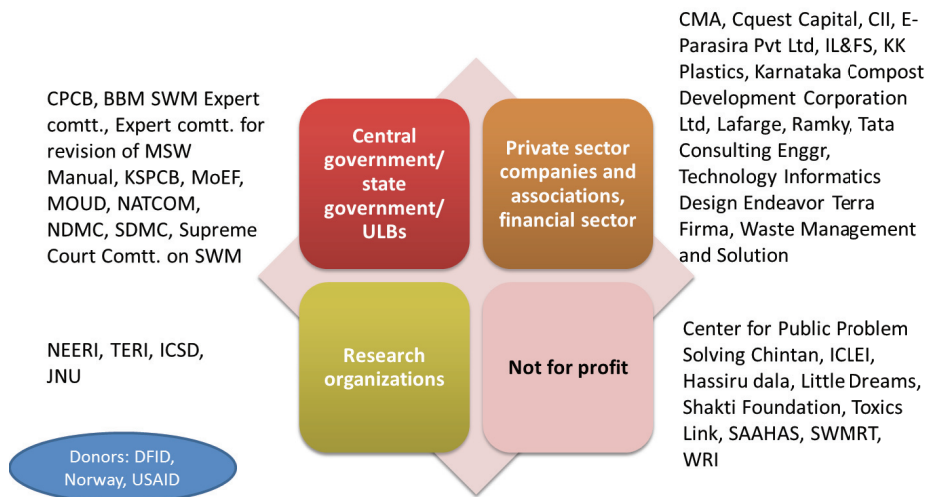 CPCB, BBM SWM Expert
comtt., Expert comtt. for
revision of MSW
Manual, KSPCB, MoEF,
MOUD, NATCOM,
NDMC, SDMC, Supreme
Court Comtt. on SWM
Central
government/
state
government/
ULBs
Private sector
companies and
associations,
financial sector
CMA, Cquest Capital, CII, E-
Parasira Pvt Ltd, IL&FS, KK
Plastics, Karnataka Compost
Development Corporation
Ltd, Lafarge, Ramky, Tata
Consulting Enggr,
Technology Informatics
Design Endeavor Terra
Firma, Waste Management
and Solution
NEERI, TERI, ICSD,
JNU
Research
organizations
Not for profit
Center for Public Problem
Solving Chintan, ICLEI,
Hassiru dala, Little Dreams,
Shakti Foundation, Toxics
Link, SAAHAS, SWMRT,
WRI
Donors: DFID,
Norway, USAID